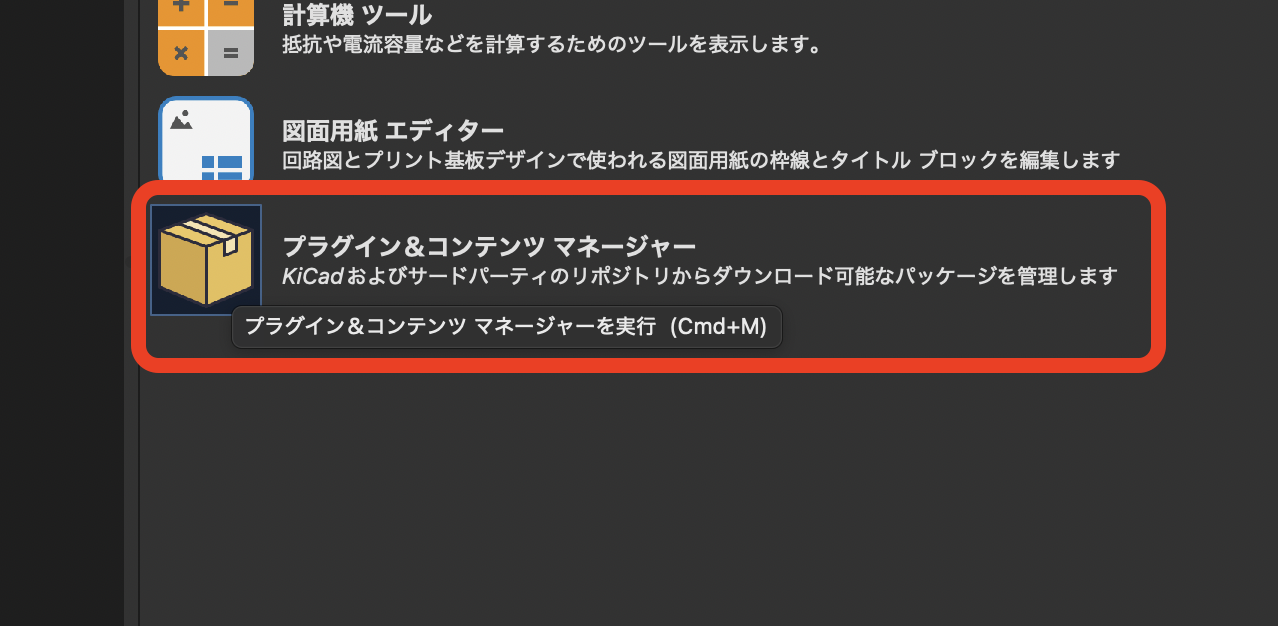 計算機 ツール
抵抗や電流容量などを計算するためのツールを表示します。
図面用紙 エディター
回路図とプリント基板デザインで使われる図面用紙の枠線とタイトル ブロックを編集します
プラグイン＆コンテンツ マネージャー
KiCadおよびサードパーティのリポジトリからダウンロード可能なパッケージを管理します
プラグイン＆コンテンツ マネージャーを実行  (Cmd+M)